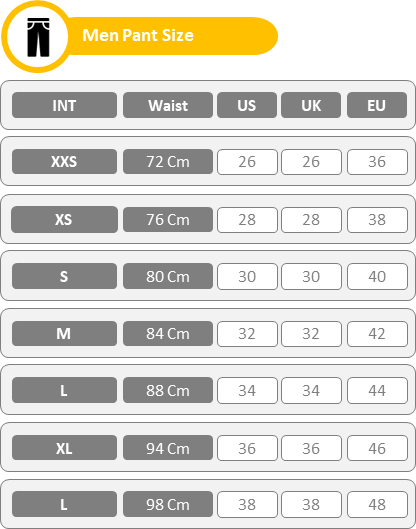 Men Pant Size
INT Waist US UK EU
XXS 72 Cm 26 26 36
XS 76 Cm 28 28 38
S 80 Cm 30 30 40
M 84 Cm 32 32 42
L 88 Cm 34 34 44
XL 94 Cm 36 36 46
L 98 Cm 38 38 48